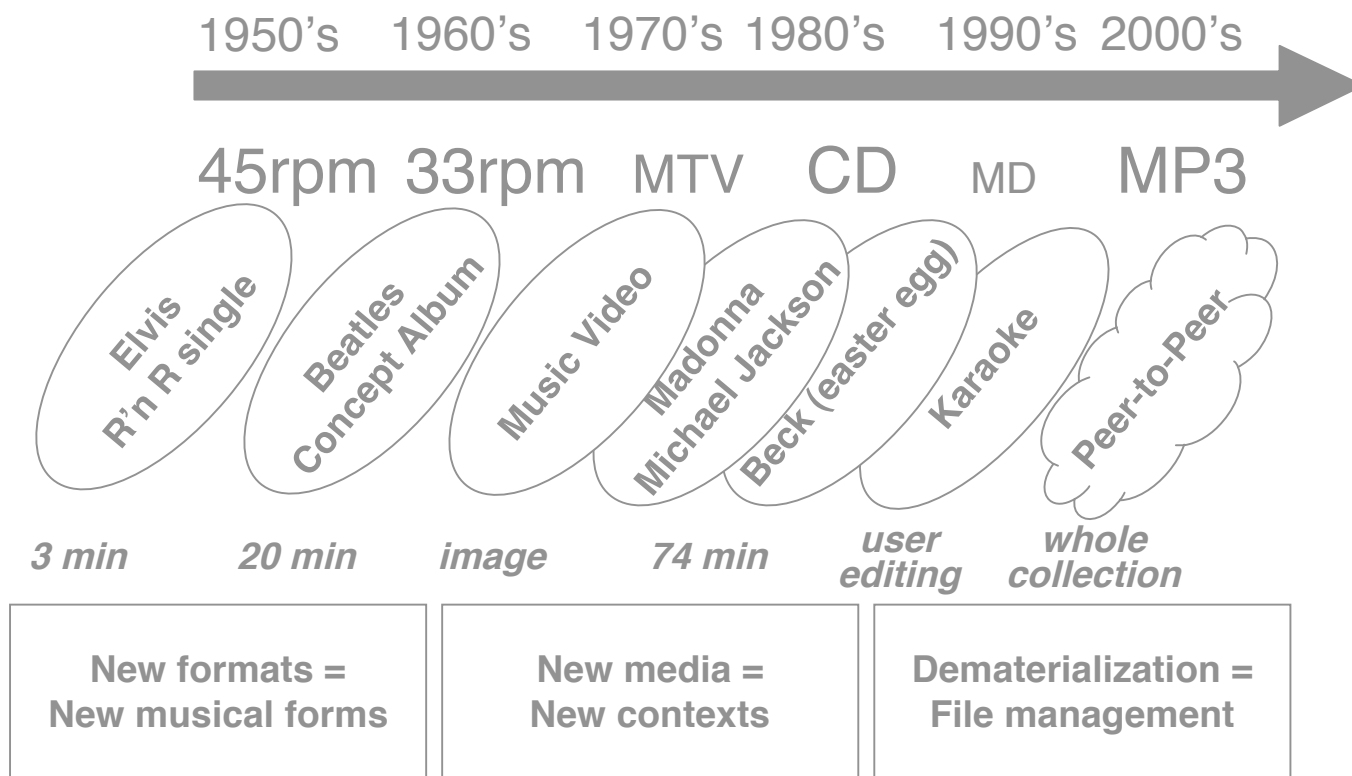 1950's 1960's 1970's 1980's 1990's 2000's
45rpm 33rpm MTV CD MD MP3
Elvis
R'n R single
Beatles
Concept Album
Music Video
Madonna
Michael Jackson
Beck (easter egg)
Karaoke
Peer-to-Peer
3 min 20 min image 74 min user editing whole collection
New formats =
New musical forms
New media =
New contexts
Dematerialization =
File management